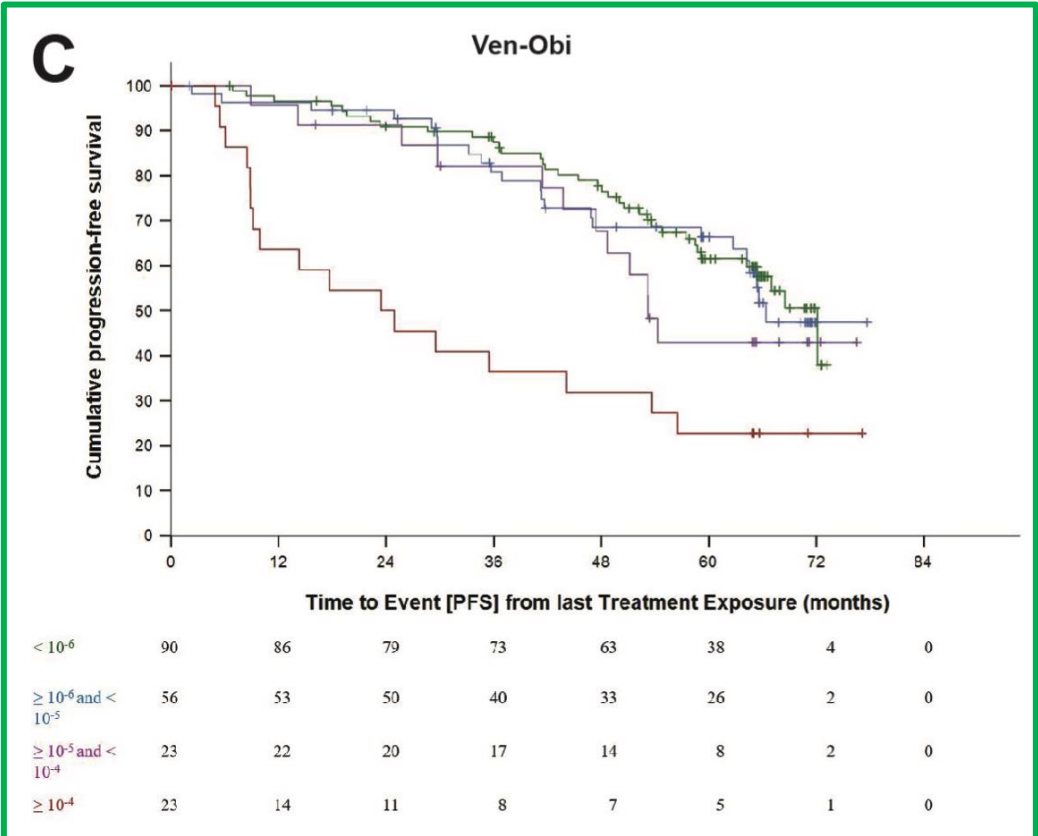 C
Ven-Obi
Cumulative progression-free survival
100
90
80
70
60
50
40
30
20
10
0
0 12 24 36 48 60 72 84
Time to Event [PFS] from last Treatment Exposure (months)
< 10⁻⁶ 90 86 79 73 63 38 4 0
≥ 10⁻⁶ and < 56 53 50 40 33 26 2 0
10⁻⁵
≥ 10⁻⁵ and < 23 22 20 17 14 8 2 0
10⁻⁴
≥ 10⁻⁴ 23 14 11 8 7 5 1 0